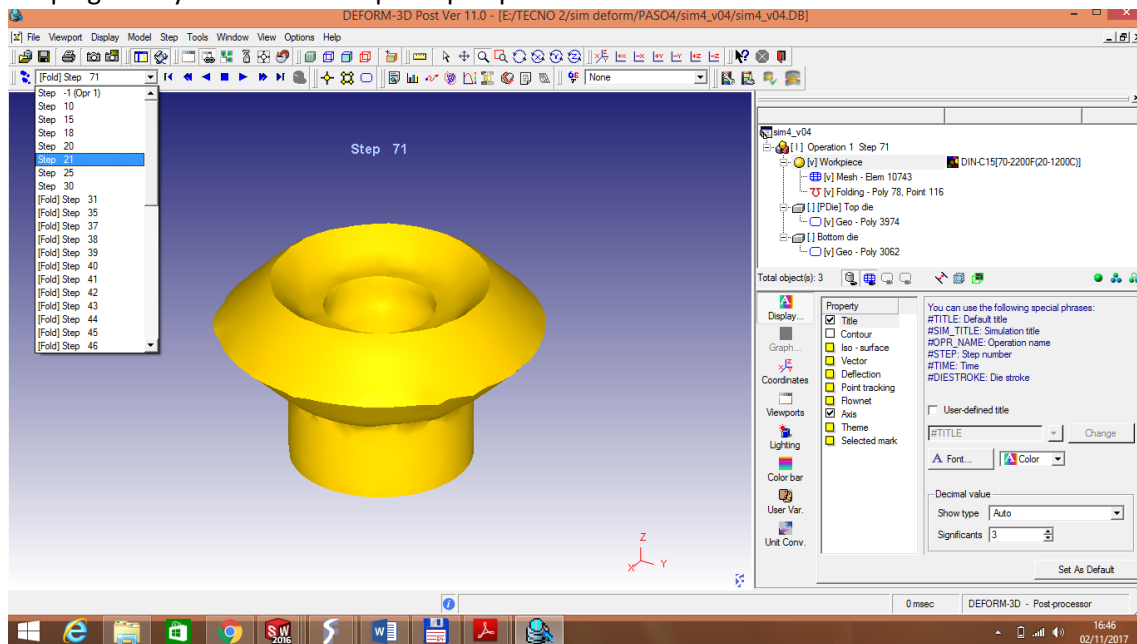 DEFORM-3D Post Ver 11.0 - [E:/TECNO 2/sim deform/PASO4/sim4_v04/sim4_v04.DB]
File Viewport Display Model Step Tools Window View Options Help
[Fold] Step 71
None
Step -1 (Opr 1)
Step 10
Step 15
Step 18
Step 20
Step 21
Step 25
Step 30
[Fold] Step 31
[Fold] Step 35
[Fold] Step 37
[Fold] Step 38
[Fold] Step 39
[Fold] Step 40
[Fold] Step 41
[Fold] Step 42
[Fold] Step 43
[Fold] Step 44
[Fold] Step 45
[Fold] Step 46
Step 71
Z
X
Y
sim4_v04
[1] Operation 1 Step 71
[v] Workpiece DIN-C15[70-2200F(20-1200C)]
[v] Mesh - Elem 10743
[v] Folding - Poly 78, Point 116
[.] [PDie] Top die
[v] Geo - Poly 3974
[.] Bottom die
[v] Geo - Poly 3062
Total object(s): 3
Display...
Graph...
Coordinates
Viewports
Lighting
Color bar
User Var.
Unit Conv.
Property
Title
Contour
Iso - surface
Vector
Deflection
Point tracking
Flownet
Axis
Theme
Selected mark
You can use the following special phrases:
#TITLE: Default title
#SIM_TITLE: Simulation title
#OPR_NAME: Operation name
#STEP: Step number
#TIME: Time
#DIESTROKE: Die stroke
User-defined title
#TITLE
Change
A Font...
A Color
Decimal value
Show type Auto
Significants 3
Set As Default
0 msec
DEFORM-3D - Post-processor
SW
2016
16:46
02/11/2017